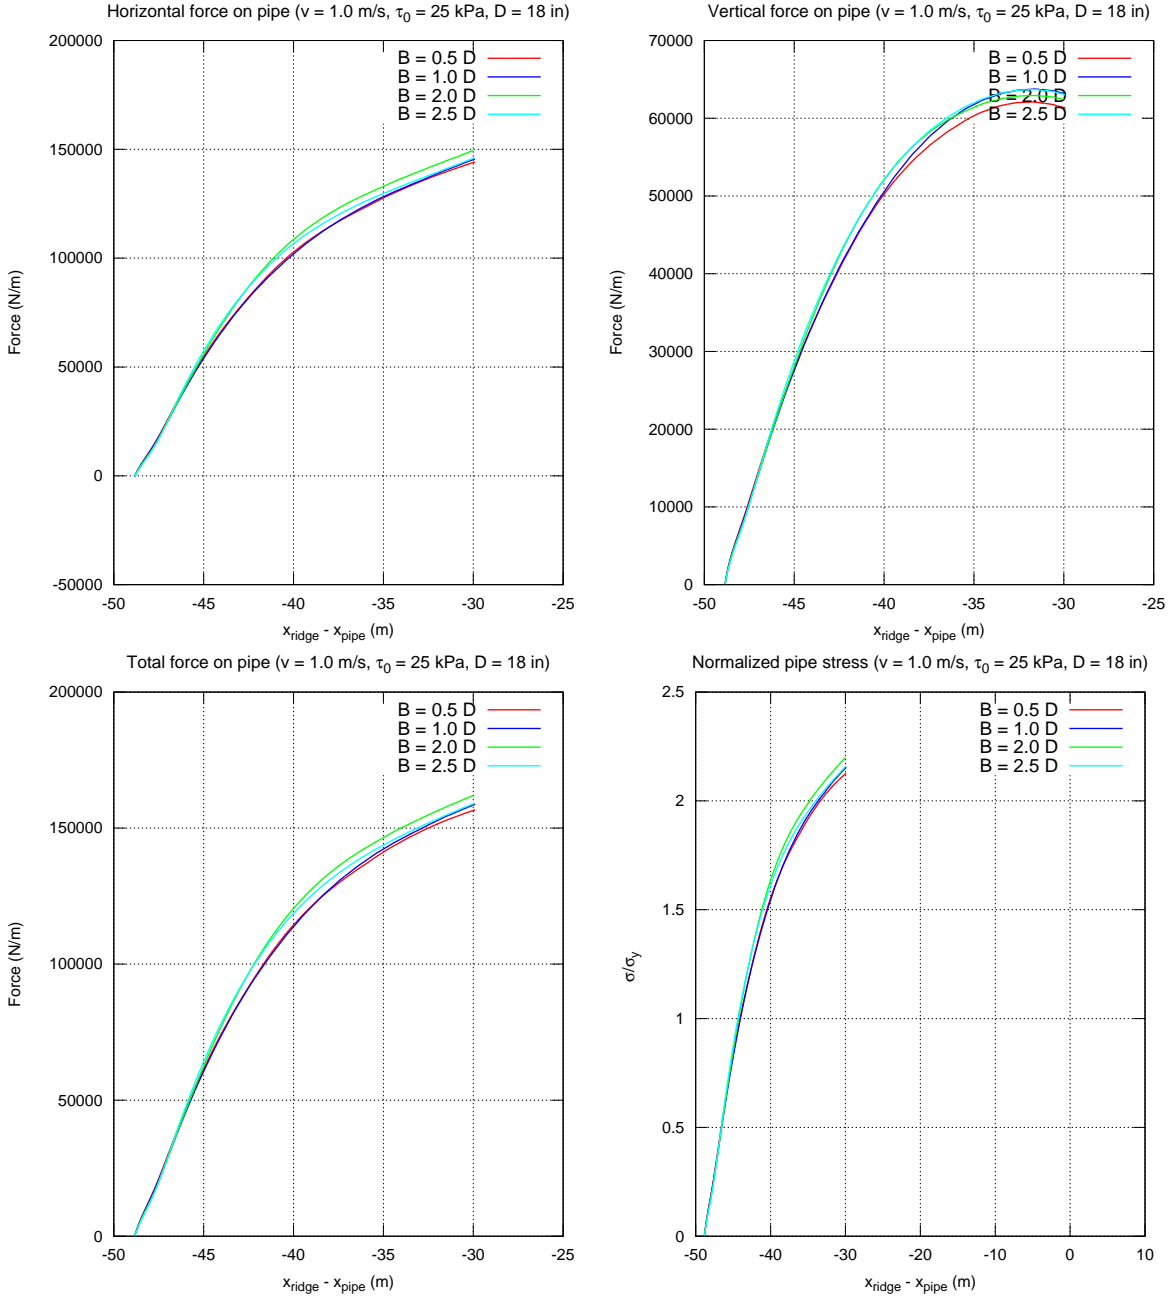 Horizontal force on pipe (v = 1.0 m/s, τ0 = 25 kPa, D = 18 in)
B = 0.5 D
B = 1.0 D
B = 2.0 D
B = 2.5 D
200000
150000
100000
50000
0
-50000
Force (N/m)
-50 -45 -40 -35 -30 -25
xridge - xpipe (m)
Vertical force on pipe (v = 1.0 m/s, τ0 = 25 kPa, D = 18 in)
B = 0.5 D
B = 1.0 D
B = 2.0 D
B = 2.5 D
70000
60000
50000
40000
30000
20000
10000
0
Force (N/m)
-50 -45 -40 -35 -30 -25
xridge - xpipe (m)
Total force on pipe (v = 1.0 m/s, τ0 = 25 kPa, D = 18 in)
B = 0.5 D
B = 1.0 D
B = 2.0 D
B = 2.5 D
200000
150000
100000
50000
0
Force (N/m)
-50 -45 -40 -35 -30 -25
xridge - xpipe (m)
Normalized pipe stress (v = 1.0 m/s, τ0 = 25 kPa, D = 18 in)
B = 0.5 D
B = 1.0 D
B = 2.0 D
B = 2.5 D
2.5
2
1.5
1
0.5
0
σ/σy
-50 -40 -30 -20 -10 0 10
xridge - xpipe (m)